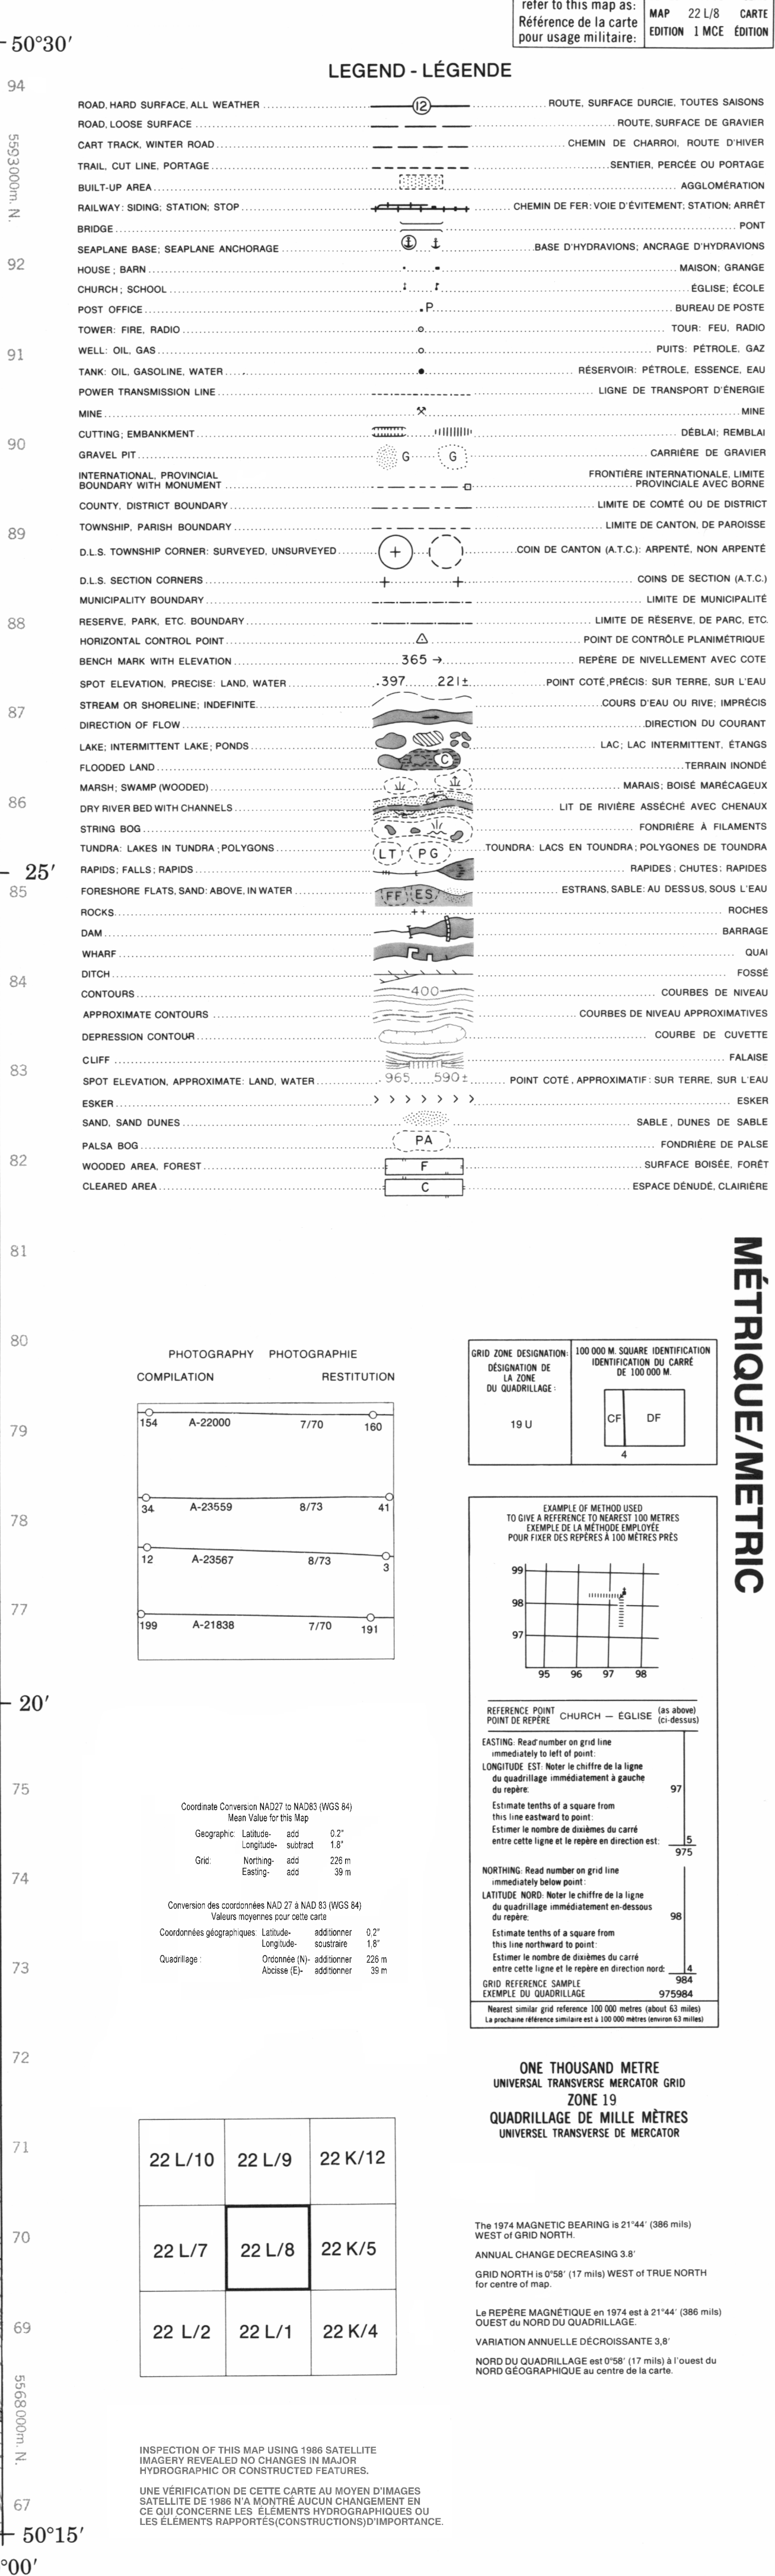 refer to this map as:
Référence de la carte
pour usage militaire:
MAP 22 L/8 CARTE
EDITION 1 MCE ÉDITION
50°30′
LEGEND - LÉGENDE
ROAD, HARD SURFACE, ALL WEATHER 12 ROUTE, SURFACE DURCIE, TOUTES SAISONS
ROAD, LOOSE SURFACE ROUTE, SURFACE DE GRAVIER
CART TRACK, WINTER ROAD CHEMIN DE CHARROI, ROUTE D'HIVER
TRAIL, CUT LINE, PORTAGE SENTIER, PERCÉE OU PORTAGE
BUILT-UP AREA AGGLOMÉRATION
RAILWAY: SIDING; STATION; STOP CHEMIN DE FER: VOIE D'ÉVITEMENT; STATION; ARRÊT
BRIDGE PONT
SEAPLANE BASE; SEAPLANE ANCHORAGE BASE D'HYDRAVIONS; ANCRAGE D'HYDRAVIONS
HOUSE; BARN MAISON; GRANGE
CHURCH; SCHOOL ÉGLISE; ÉCOLE
POST OFFICE P BUREAU DE POSTE
TOWER: FIRE, RADIO TOUR: FEU, RADIO
WELL: OIL, GAS PUITS: PÉTROLE, GAZ
TANK: OIL, GASOLINE, WATER RÉSERVOIR: PÉTROLE, ESSENCE, EAU
POWER TRANSMISSION LINE LIGNE DE TRANSPORT D'ÉNERGIE
MINE MINE
CUTTING; EMBANKMENT DÉBLAI; REMBLAI
GRAVEL PIT G G CARRIÈRE DE GRAVIER
INTERNATIONAL, PROVINCIAL
BOUNDARY WITH MONUMENT
FRONTIÈRE INTERNATIONALE, LIMITE
PROVINCIALE AVEC BORNE
COUNTY, DISTRICT BOUNDARY LIMITE DE COMTÉ OU DE DISTRICT
TOWNSHIP, PARISH BOUNDARY LIMITE DE CANTON, DE PAROISSE
D.L.S. TOWNSHIP CORNER: SURVEYED, UNSURVEYED COIN DE CANTON (A.T.C.): ARPENTÉ, NON ARPENTÉ
D.L.S. SECTION CORNERS COINS DE SECTION (A.T.C.)
MUNICIPALITY BOUNDARY LIMITE DE MUNICIPALITÉ
RESERVE, PARK, ETC. BOUNDARY LIMITE DE RÉSERVE, DE PARC, ETC.
HORIZONTAL CONTROL POINT POINT DE CONTRÔLE PLANIMÉTRIQUE
BENCH MARK WITH ELEVATION 365 → REPÈRE DE NIVELLEMENT AVEC COTE
SPOT ELEVATION, PRECISE: LAND, WATER .397 221± POINT COTÉ, PRÉCIS: SUR TERRE, SUR L'EAU
STREAM OR SHORELINE; INDEFINITE COURS D'EAU OU RIVE; IMPRÉCIS
DIRECTION OF FLOW DIRECTION DU COURANT
LAKE; INTERMITTENT LAKE; PONDS LAC; LAC INTERMITTENT, ÉTANGS
FLOODED LAND C TERRAIN INONDÉ
MARSH; SWAMP (WOODED) MARAIS; BOISÉ MARÉCAGEUX
DRY RIVER BED WITH CHANNELS LIT DE RIVIÈRE ASSÉCHÉ AVEC CHENAUX
STRING BOG FONDRIÈRE À FILAMENTS
TUNDRA: LAKES IN TUNDRA; POLYGONS LT PG TOUNDRA: LACS EN TOUNDRA; POLYGONES DE TOUNDRA
RAPIDS; FALLS; RAPIDS RAPIDES; CHUTES; RAPIDES
FORESHORE FLATS, SAND: ABOVE, IN WATER FF ES ESTRANS, SABLE: AU DESSUS, SOUS L'EAU
ROCKS ++ ROCHES
DAM BARRAGE
WHARF QUAI
DITCH FOSSÉ
CONTOURS 400 COURBES DE NIVEAU
APPROXIMATE CONTOURS COURBES DE NIVEAU APPROXIMATIVES
DEPRESSION CONTOUR COURBE DE CUVETTE
CLIFF FALAISE
SPOT ELEVATION, APPROXIMATE: LAND, WATER .965 590± POINT COTÉ, APPROXIMATIF: SUR TERRE, SUR L'EAU
ESKER ESKER
SAND, SAND DUNES SABLE, DUNES DE SABLE
PALSA BOG PA FONDRIÈRE DE PALSE
WOODED AREA, FOREST F SURFACE BOISÉE, FORÊT
CLEARED AREA C ESPACE DÉNUDÉ, CLAIRIÈRE
94
5593000m. N.
92
91
90
89
88
87
86
25′
85
84
83
82
81
80
79
78
77
20′
75
74
73
72
71
70
69
5568000m. N.
67
50°15′
°00′
MÉTRIQUE/METRIC
PHOTOGRAPHY PHOTOGRAPHIE
COMPILATION RESTITUTION
154 A-22000 7/70 160
34 A-23559 8/73 41
12 A-23567 8/73 3
199 A-21838 7/70 191
GRID ZONE DESIGNATION:
DÉSIGNATION DE
LA ZONE
DU QUADRILLAGE:
19 U
100 000 M. SQUARE IDENTIFICATION
IDENTIFICATION DU CARRÉ
DE 100 000 M.
CF DF
4
EXAMPLE OF METHOD USED
TO GIVE A REFERENCE TO NEAREST 100 METRES
EXEMPLE DE LA MÉTHODE EMPLOYÉE
POUR FIXER DES REPÈRES À 100 MÈTRES PRÈS
99
98
97
95 96 97 98
REFERENCE POINT
POINT DE REPÈRE
CHURCH — ÉGLISE
(as above)
(ci-dessus)
EASTING: Read number on grid line
immediately to left of point:
LONGITUDE EST: Noter le chiffre de la ligne
du quadrillage immédiatement à gauche
du repère: 97
Estimate tenths of a square from
this line eastward to point:
Estimer le nombre de dixièmes du carré
entre cette ligne et le repère en direction est: 5
975
NORTHING: Read number on grid line
immediately below point:
LATITUDE NORD: Noter le chiffre de la ligne
du quadrillage immédiatement en-dessous
du repère: 98
Estimate tenths of a square from
this line northward to point:
Estimer le nombre de dixièmes du carré
entre cette ligne et le repère en direction nord: 4
984
GRID REFERENCE SAMPLE
EXEMPLE DU QUADRILLAGE 975984
Nearest similar grid reference 100 000 metres (about 63 miles)
La prochaine référence similaire est à 100 000 mètres (environ 63 milles)
Coordinate Conversion NAD27 to NAD83 (WGS 84)
Mean Value for this Map
Geographic: Latitude- add 0.2"
Longitude- subtract 1.8"
Grid: Northing- add 226 m
Easting- add 39 m
Conversion des coordonnées NAD 27 à NAD 83 (WGS 84)
Valeurs moyennes pour cette carte
Coordonnées géographiques: Latitude- additionner 0,2"
Longitude- soustraire 1,8"
Quadrillage: Ordonnée (N)- additionner 226 m
Abcisse (E)- additionner 39 m
ONE THOUSAND METRE
UNIVERSAL TRANSVERSE MERCATOR GRID
ZONE 19
QUADRILLAGE DE MILLE MÈTRES
UNIVERSEL TRANSVERSE DE MERCATOR
22 L/10 22 L/9 22 K/12
22 L/7 22 L/8 22 K/5
22 L/2 22 L/1 22 K/4
The 1974 MAGNETIC BEARING is 21°44′ (386 mils)
WEST of GRID NORTH.
ANNUAL CHANGE DECREASING 3.8′
GRID NORTH is 0°58′ (17 mils) WEST of TRUE NORTH
for centre of map.
Le REPÈRE MAGNÉTIQUE en 1974 est à 21°44′ (386 mils)
OUEST du NORD DU QUADRILLAGE.
VARIATION ANNUELLE DÉCROISSANTE 3,8′
NORD DU QUADRILLAGE est 0°58′ (17 mils) à l'ouest du
NORD GÉOGRAPHIQUE au centre de la carte.
INSPECTION OF THIS MAP USING 1986 SATELLITE
IMAGERY REVEALED NO CHANGES IN MAJOR
HYDROGRAPHIC OR CONSTRUCTED FEATURES.
UNE VÉRIFICATION DE CETTE CARTE AU MOYEN D'IMAGES
SATELLITE DE 1986 N'A MONTRÉ AUCUN CHANGEMENT EN
CE QUI CONCERNE LES ÉLÉMENTS HYDROGRAPHIQUES OU
LES ÉLÉMENTS RAPPORTÉS(CONSTRUCTIONS)D'IMPORTANCE.